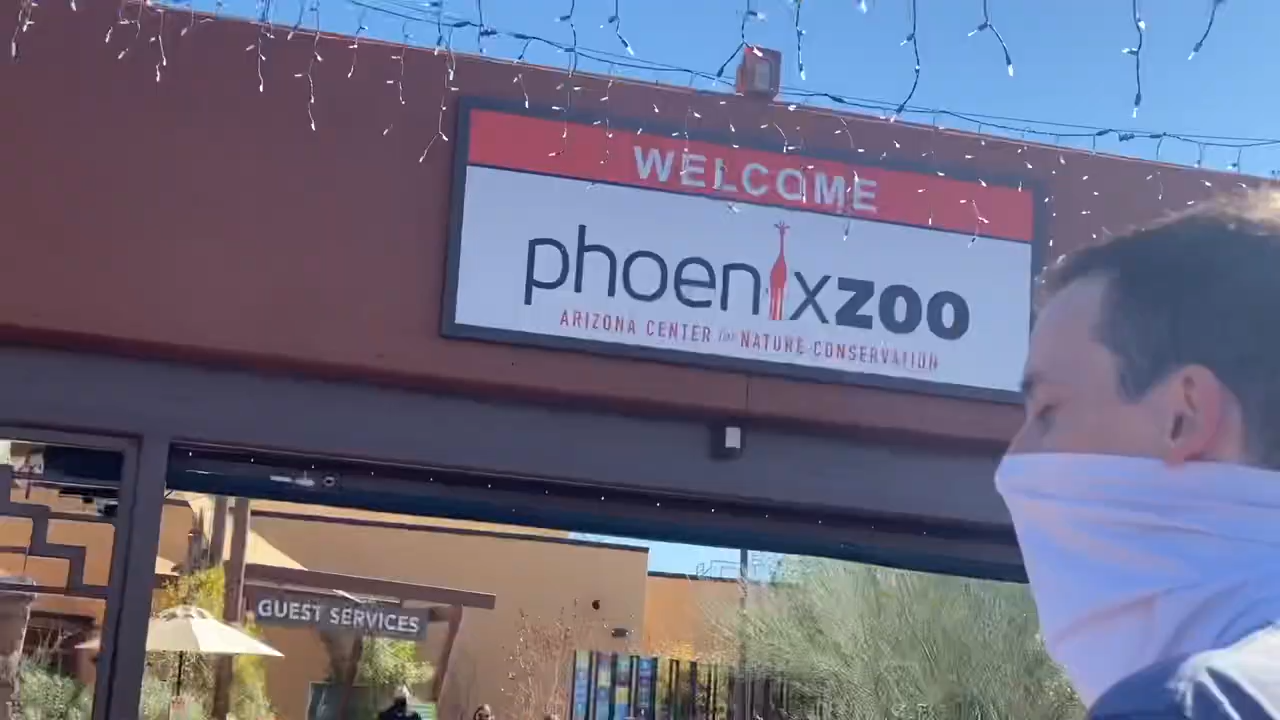 WELCOME
phoenixzoo
ARIZONA CENTER for NATURE CONSERVATION
GUEST SERVICES